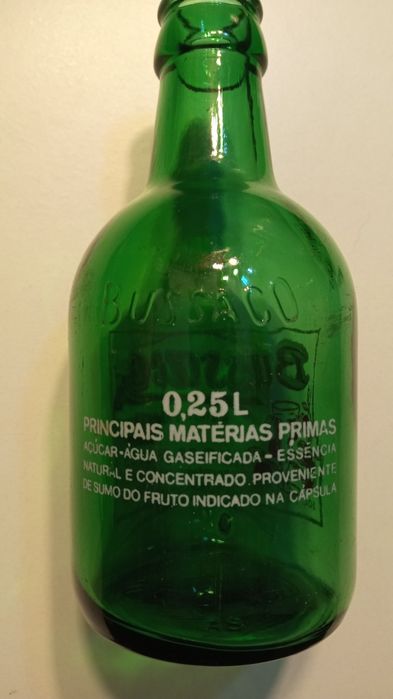 BUSSACO
0,25L
PRINCIPAIS MATÉRIAS PRIMAS
AÇÚCAR-ÁGUA GASEIFICADA-ESSÊNCIA
NATURAL E CONCENTRADO PROVENIENTE
DE SUMO DO FRUTO INDICADO NA CÁPSULA